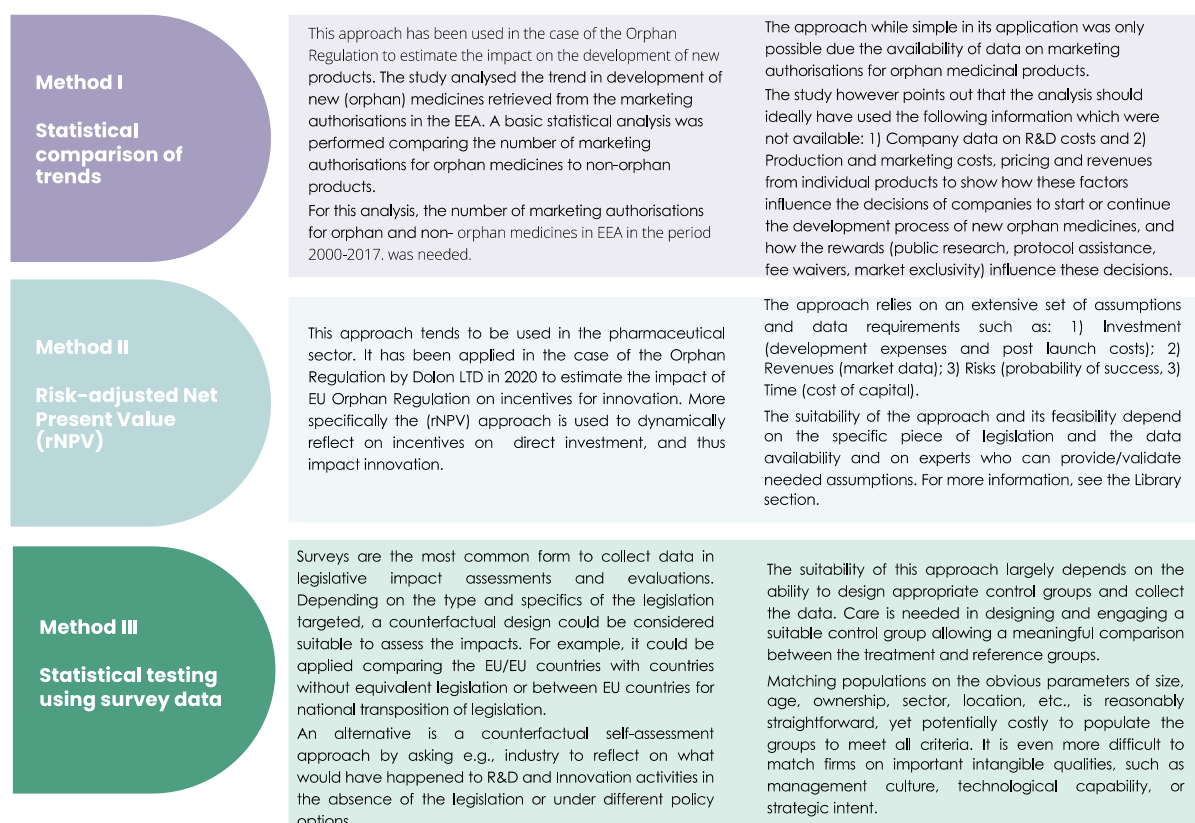 Method I
Statistical
comparison of
trends
This approach has been used in the case of the Orphan
Regulation to estimate the impact on the development of new
products. The study analysed the trend in development of
new (orphan) medicines retrieved from the marketing
authorisations in the EEA. A basic statistical analysis was
performed comparing the number of marketing
authorisations for orphan medicines to non-orphan
products.
For this analysis, the number of marketing authorisations
for orphan and non- orphan medicines in EEA in the period
2000-2017. was needed.
The approach while simple in its application was only
possible due the availability of data on marketing
authorisations for orphan medicinal products.
The study however points out that the analysis should
ideally have used the following information which were
not available: 1) Company data on R&D costs and 2)
Production and marketing costs, pricing and revenues
from individual products to show how these factors
influence the decisions of companies to start or continue
the development process of new orphan medicines, and
how the rewards (public research, protocol assistance,
fee waivers, market exclusivity) influence these decisions.
Method II
Risk-adjusted Net
Present Value
(rNPV)
This approach tends to be used in the pharmaceutical
sector. It has been applied in the case of the Orphan
Regulation by Dolon LTD in 2020 to estimate the impact of
EU Orphan Regulation on incentives for innovation. More
specifically the (rNPV) approach is used to dynamically
reflect on incentives on direct investment, and thus
impact innovation.
The approach relies on an extensive set of assumptions
and data requirements such as: 1) Investment
(development expenses and post launch costs); 2)
Revenues (market data); 3) Risks (probability of success, 3)
Time (cost of capital).
The suitability of the approach and its feasibility depend
on the specific piece of legislation and the data
availability and on experts who can provide/validate
needed assumptions. For more information, see the Library
section.
Method III
Statistical testing
using survey data
Surveys are the most common form to collect data in
legislative impact assessments and evaluations.
Depending on the type and specifics of the legislation
targeted, a counterfactual design could be considered
suitable to assess the impacts. For example, it could be
applied comparing the EU/EU countries with countries
without equivalent legislation or between EU countries for
national transposition of legislation.
An alternative is a counterfactual self-assessment
approach by asking e.g., industry to reflect on what
would have happened to R&D and Innovation activities in
the absence of the legislation or under different policy
options.
The suitability of this approach largely depends on the
ability to design appropriate control groups and collect
the data. Care is needed in designing and engaging a
suitable control group allowing a meaningful comparison
between the treatment and reference groups.
Matching populations on the obvious parameters of size,
age, ownership, sector, location, etc., is reasonably
straightforward, yet potentially costly to populate the
groups to meet all criteria. It is even more difficult to
match firms on important intangible qualities, such as
management culture, technological capability, or
strategic intent.